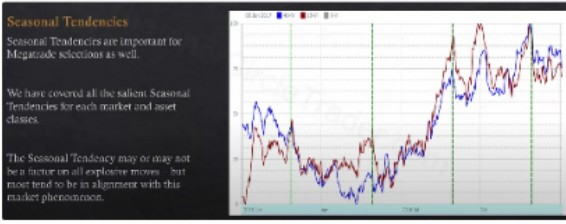 Seasonal Tendencies
Seasonal Tendencies are important for
Megatrade selections as well.
We have covered all the salient Seasonal
Tendencies for each market and asset
classes.
The Seasonal Tendency may or may not
be a factor on all explosive moves but
most tend to be in alignment with this
market phenomenon.